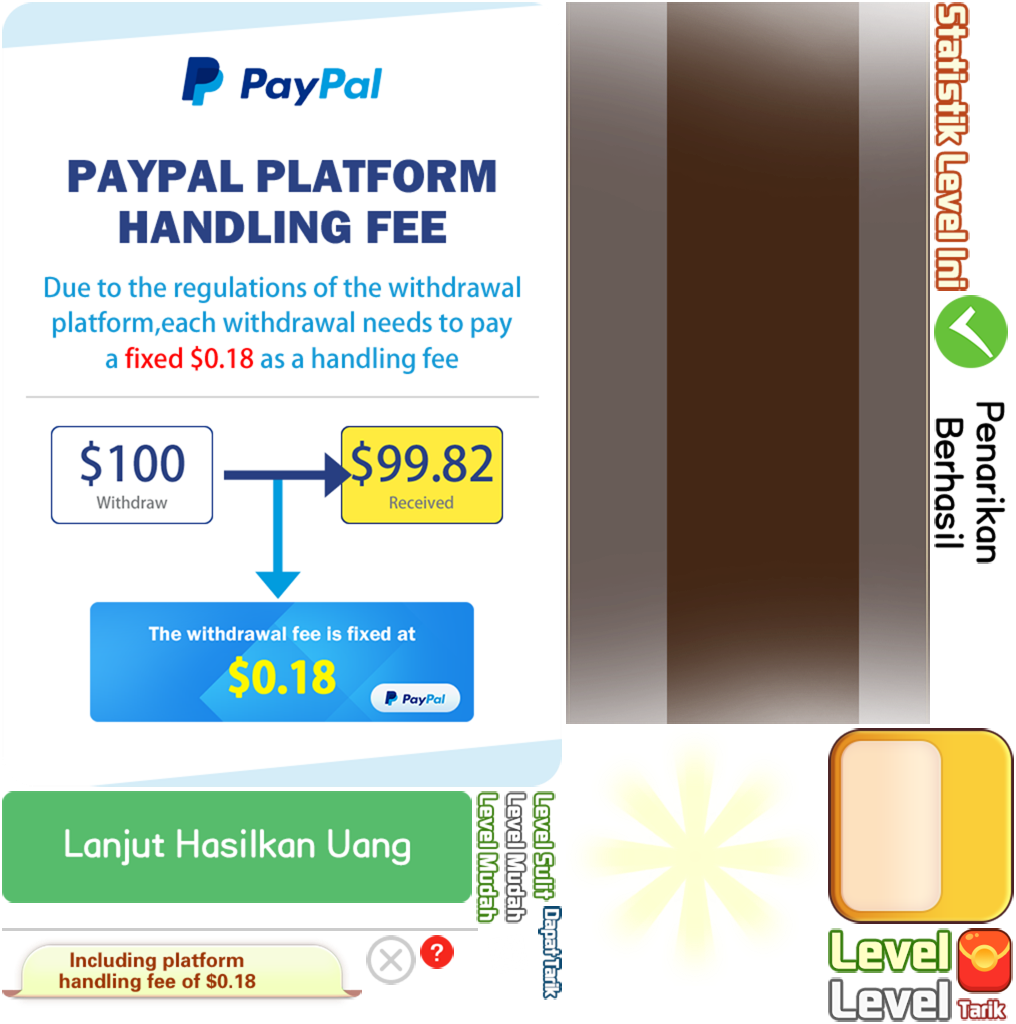 PayPal
PAYPAL PLATFORM
HANDLING FEE
Due to the regulations of the withdrawal
platform,each withdrawal needs to pay
a fixed $0.18 as a handling fee
$100
Withdraw
$99.82
Received
The withdrawal fee is fixed at
$0.18
PayPal
Lanjut Hasilkan Uang
Including platform
handling fee of $0.18
?
Level Mudah
Level Mudah
Level Sulit
Dapat Tarik
Statistik Level Ini
Penarikan
Berhasil
Level
Level
Tarik